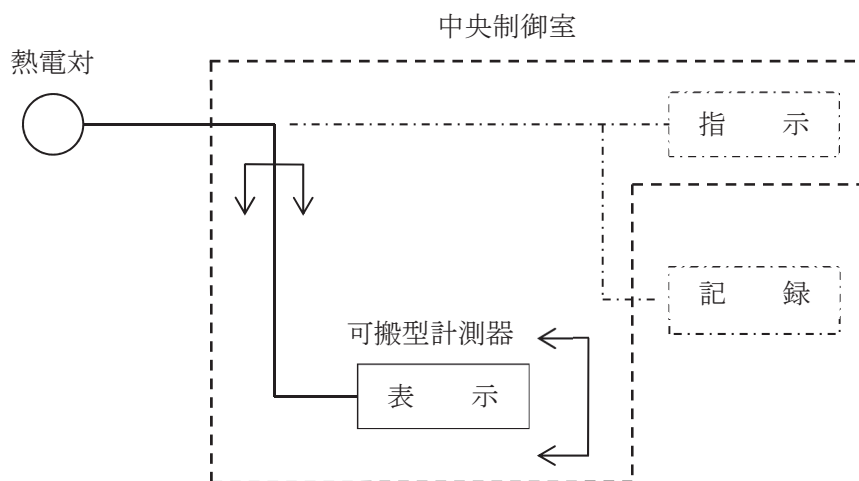 中央制御室
熱電対
指　示
記　録
可搬型計測器
表　示